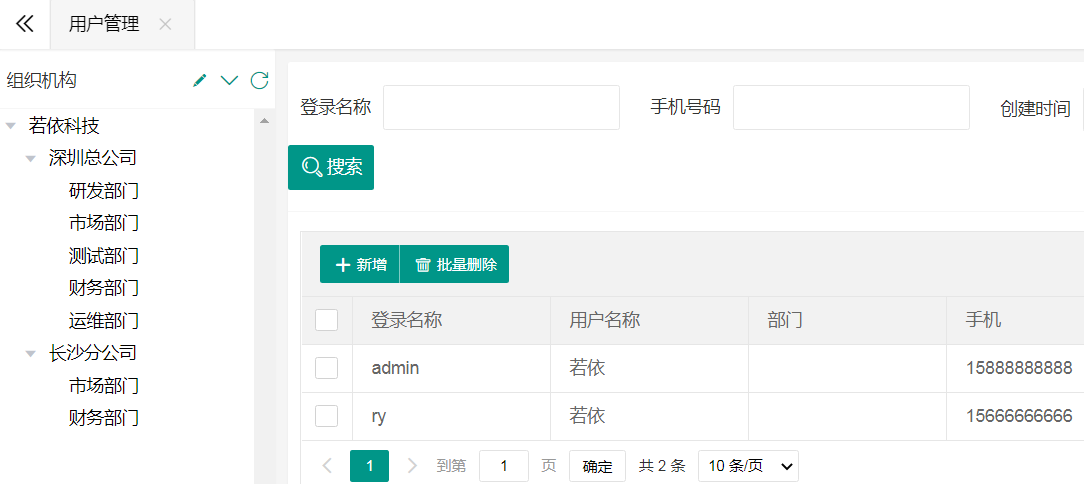 用户管理
组织机构
若依科技
深圳总公司
研发部门
市场部门
测试部门
财务部门
运维部门
长沙分公司
市场部门
财务部门
登录名称 手机号码 创建时间
搜索
新增 批量删除
登录名称 用户名称 部门 手机
admin 若依 15888888888
ry 若依 15666666666
1 到第 1 页 确定 共 2 条 10 条/页